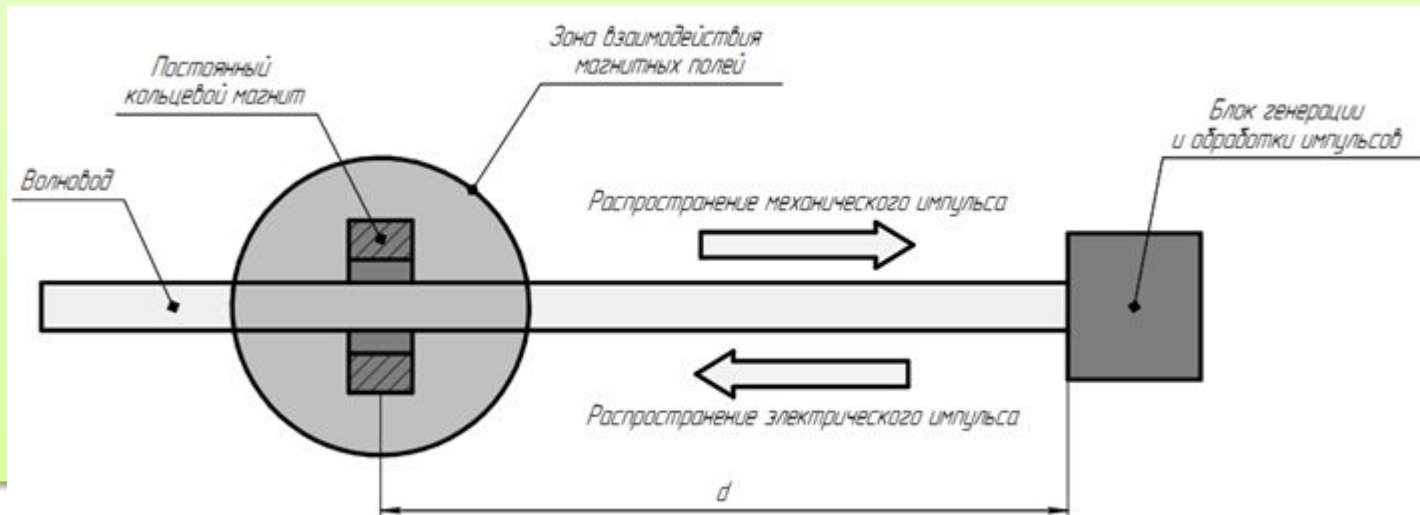 Зона взаимодействия
магнитных полей
Постоянный
кольцевой магнит
Блок генерации
и обработки импульсов
Волновод
Распространение механического импульса
Распространение электрического импульса
d